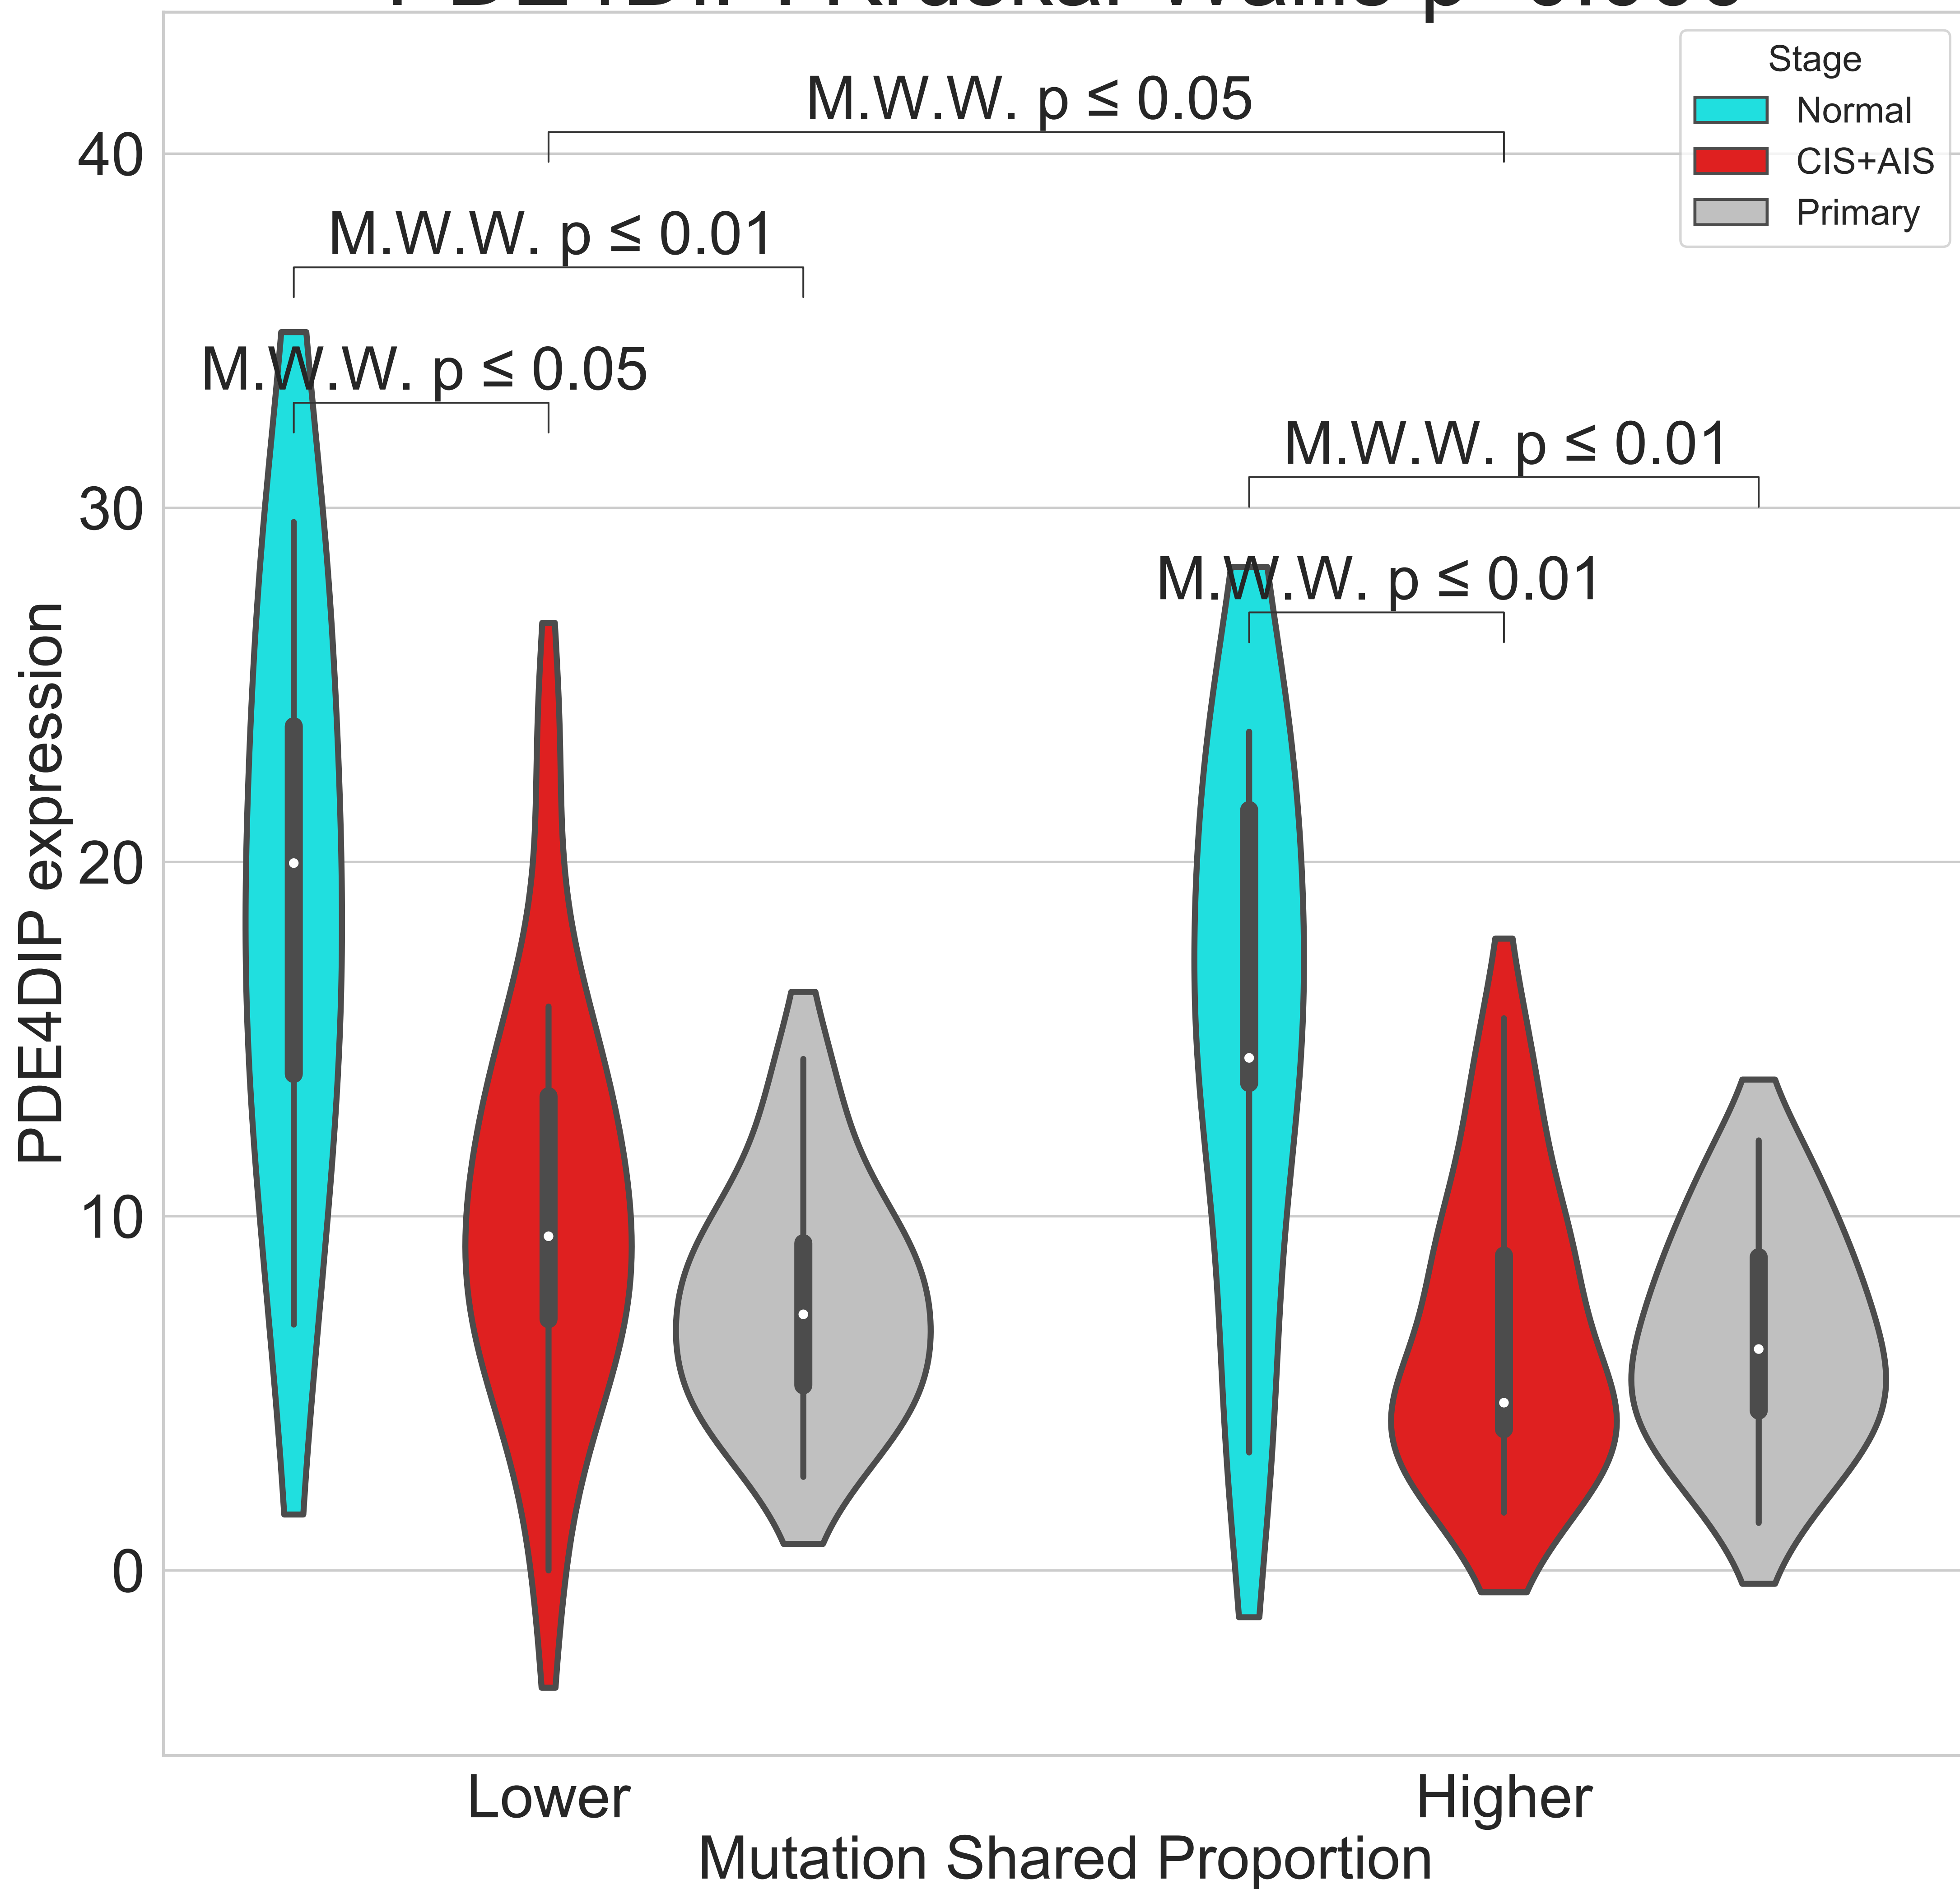 Stage
Normal
CIS+AIS
Primary
M.W.W. p ≤ 0.05
M.W.W. p ≤ 0.01
M.W.W. p ≤ 0.05
M.W.W. p ≤ 0.01
M.W.W. p ≤ 0.01
40
30
20
10
0
PDE4DIP expression
Lower
Higher
Mutation Shared Proportion